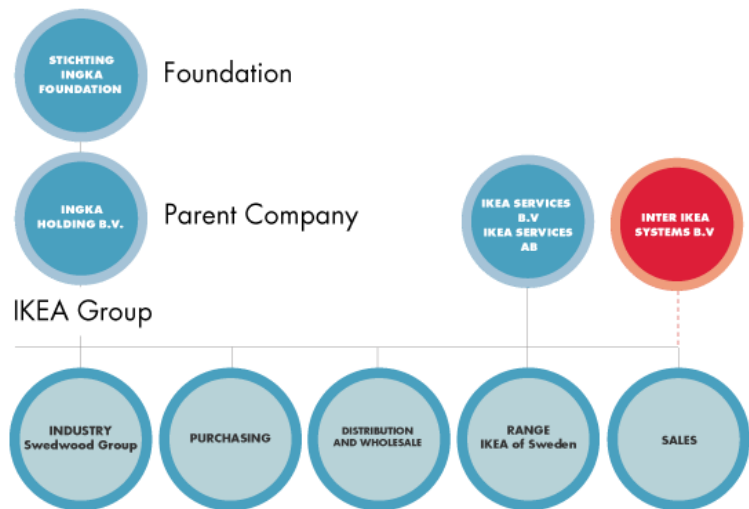 STICHTING
INGKA
FOUNDATION
Foundation
INGKA
HOLDING B.V.
Parent Company
IKEA SERVICES
B.V
IKEA SERVICES
AB
INTER IKEA
SYSTEMS B.V
IKEA Group
INDUSTRY
Swedwood Group
PURCHASING
DISTRIBUTION
AND WHOLESALE
RANGE
IKEA of Sweden
SALES